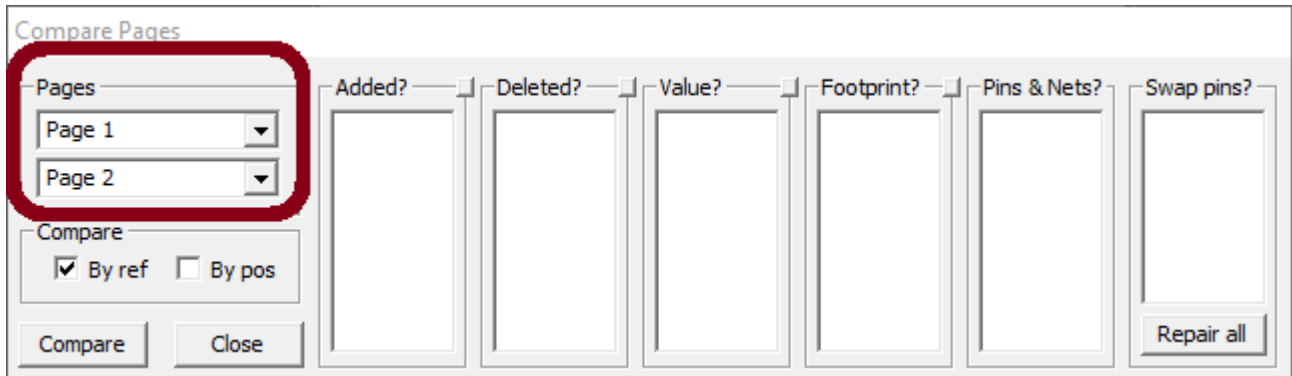 Compare Pages
Pages
Page 1
Page 2
Compare
By ref
By pos
Compare
Close
Added?
Deleted?
Value?
Footprint?
Pins & Nets?
Swap pins?
Repair all